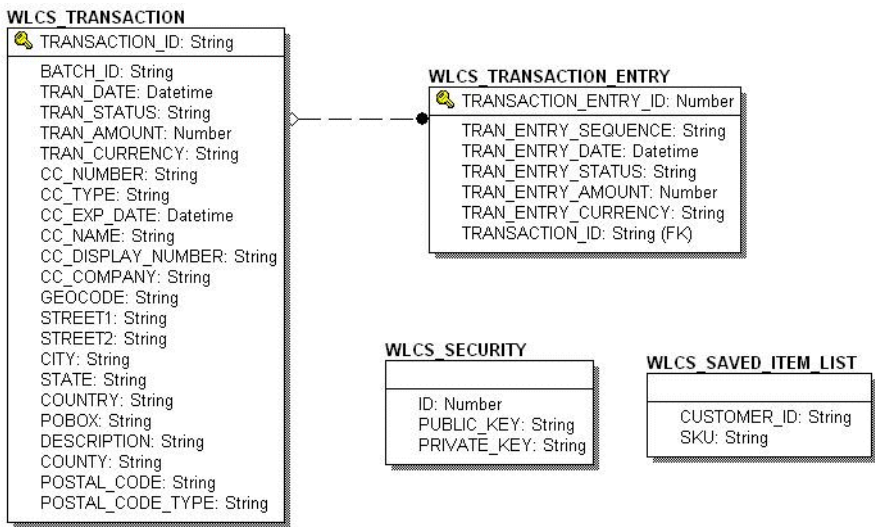 WLCS_TRANSACTION
TRANSACTION_ID: String
BATCH_ID: String
TRAN_DATE: Datetime
TRAN_STATUS: String
TRAN_AMOUNT: Number
TRAN_CURRENCY: String
CC_NUMBER: String
CC_TYPE: String
CC_EXP_DATE: Datetime
CC_NAME: String
CC_DISPLAY_NUMBER: String
CC_COMPANY: String
GEOCODE: String
STREET1: String
STREET2: String
CITY: String
STATE: String
COUNTRY: String
POBOX: String
DESCRIPTION: String
COUNTY: String
POSTAL_CODE: String
POSTAL_CODE_TYPE: String
WLCS_TRANSACTION_ENTRY
TRANSACTION_ENTRY_ID: Number
TRAN_ENTRY_SEQUENCE: String
TRAN_ENTRY_DATE: Datetime
TRAN_ENTRY_STATUS: String
TRAN_ENTRY_AMOUNT: Number
TRAN_ENTRY_CURRENCY: String
TRANSACTION_ID: String (FK)
WLCS_SECURITY
ID: Number
PUBLIC_KEY: String
PRIVATE_KEY: String
WLCS_SAVED_ITEM_LIST
CUSTOMER_ID: String
SKU: String